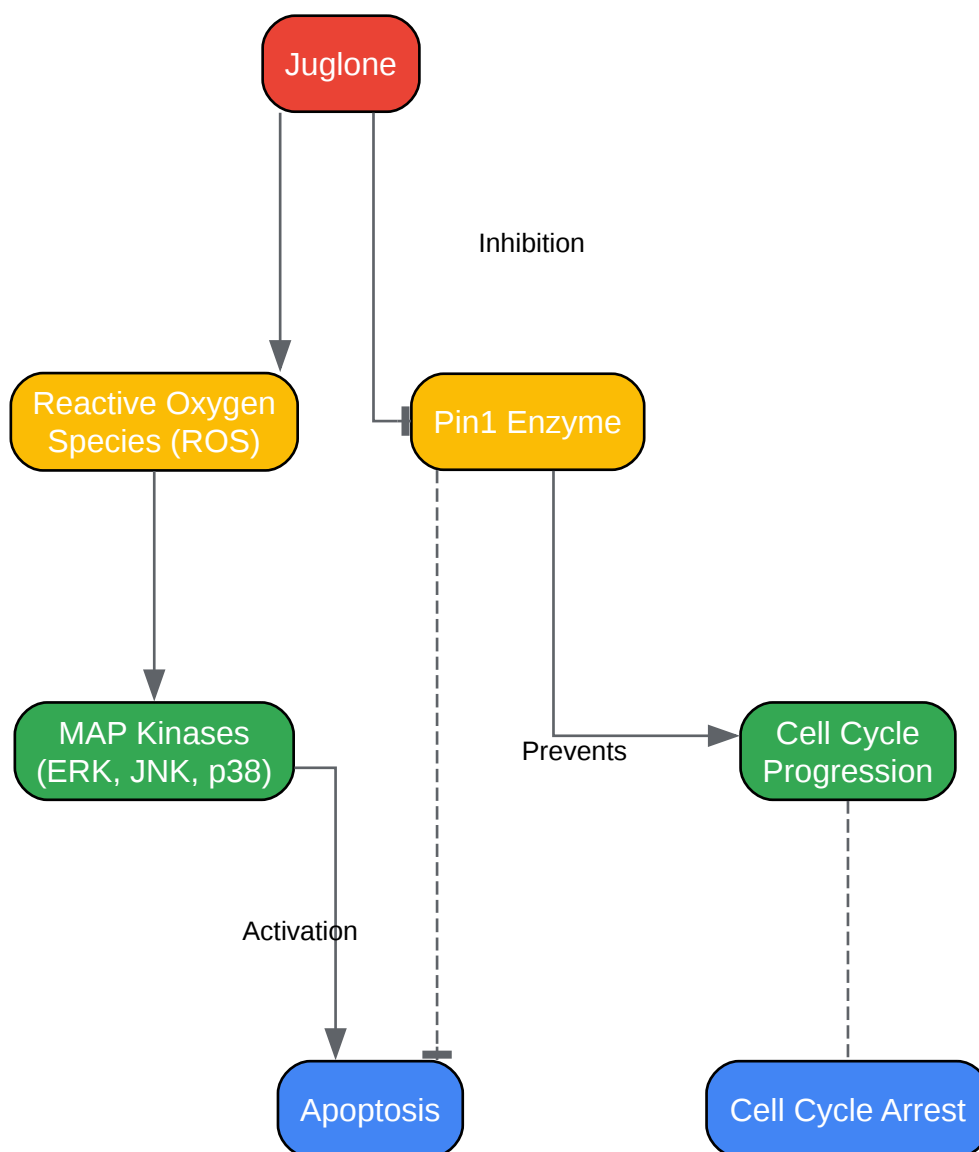 Juglone
Inhibition
Reactive Oxygen
Species (ROS)
Pin1 Enzyme
MAP Kinases
(ERK, JNK, p38)
Prevents
Cell Cycle
Progression
Activation
Apoptosis
Cell Cycle Arrest